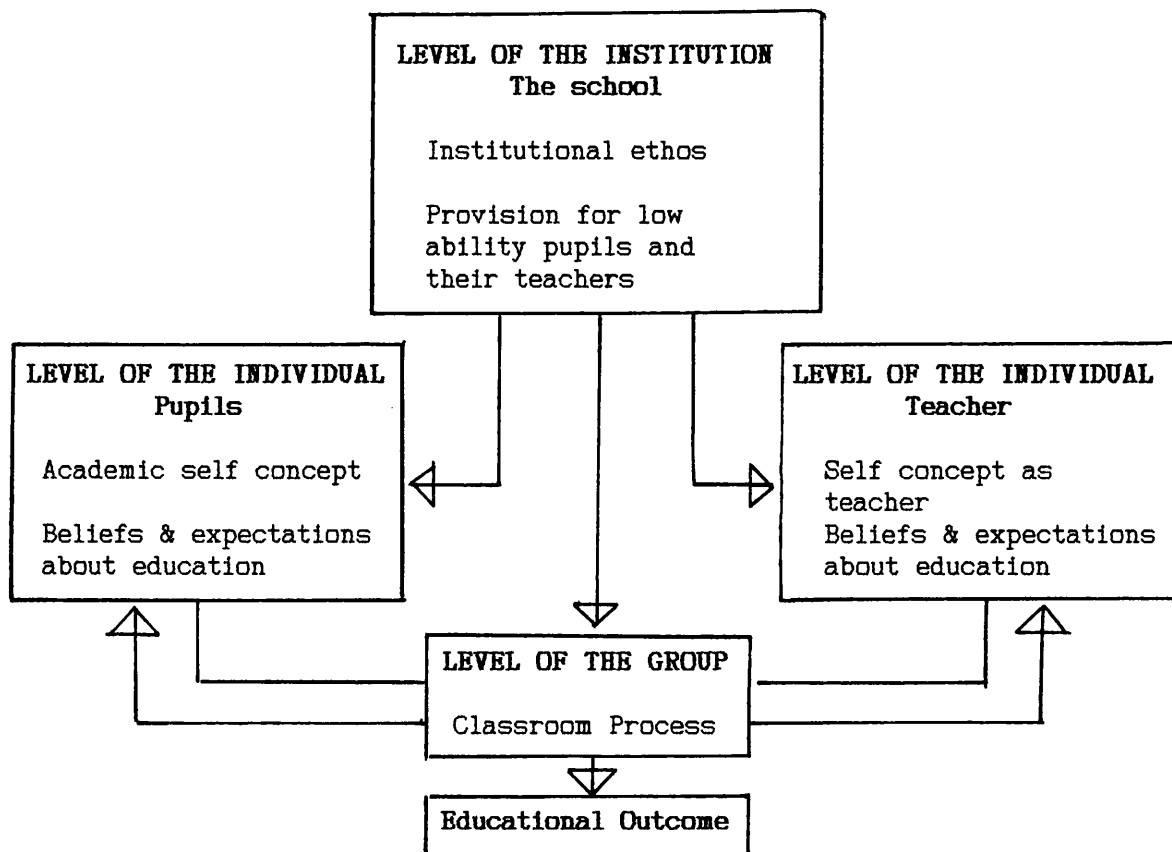 LEVEL OF THE INSTITUTION
The school
Institutional ethos
Provision for low
ability pupils and
their teachers
LEVEL OF THE INDIVIDUAL
Pupils
Academic self concept
Beliefs & expectations
about education
LEVEL OF THE INDIVIDUAL
Teacher
Self concept as
teacher
Beliefs & expectations
about education
LEVEL OF THE GROUP
Classroom Process
Educational Outcome